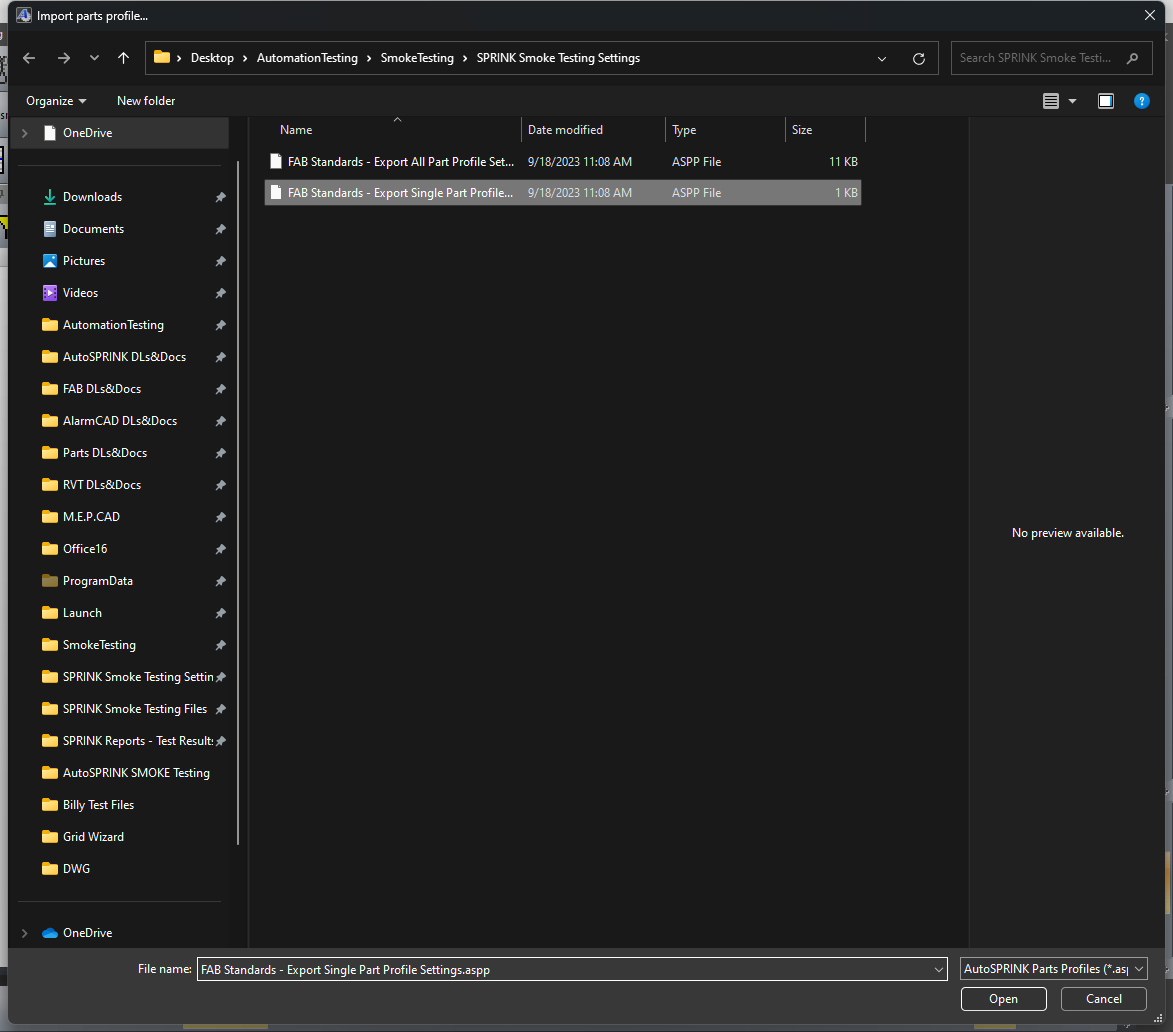 Import parts profile...
Desktop > AutomationTesting > SmokeTesting > SPRINK Smoke Testing Settings
Search SPRINK Smoke Testi...
Organize
New folder
OneDrive
Downloads
Documents
Pictures
Videos
AutomationTesting
AutoSPRINK DLs&Docs
FAB DLs&Docs
AlarmCAD DLs&Docs
Parts DLs&Docs
RVT DLs&Docs
M.E.P.CAD
Office16
ProgramData
Launch
SmokeTesting
SPRINK Smoke Testing Settin
SPRINK Smoke Testing Files
SPRINK Reports - Test Results
AutoSPRINK SMOKE Testing
Billy Test Files
Grid Wizard
DWG
OneDrive
Name Date modified Type Size
FAB Standards - Export All Part Profile Set... 9/18/2023 11:08 AM ASPP File 11 KB
FAB Standards - Export Single Part Profile... 9/18/2023 11:08 AM ASPP File 1 KB
No preview available.
File name: FAB Standards - Export Single Part Profile Settings.aspp
AutoSPRINK Parts Profiles (*.asp
Open
Cancel